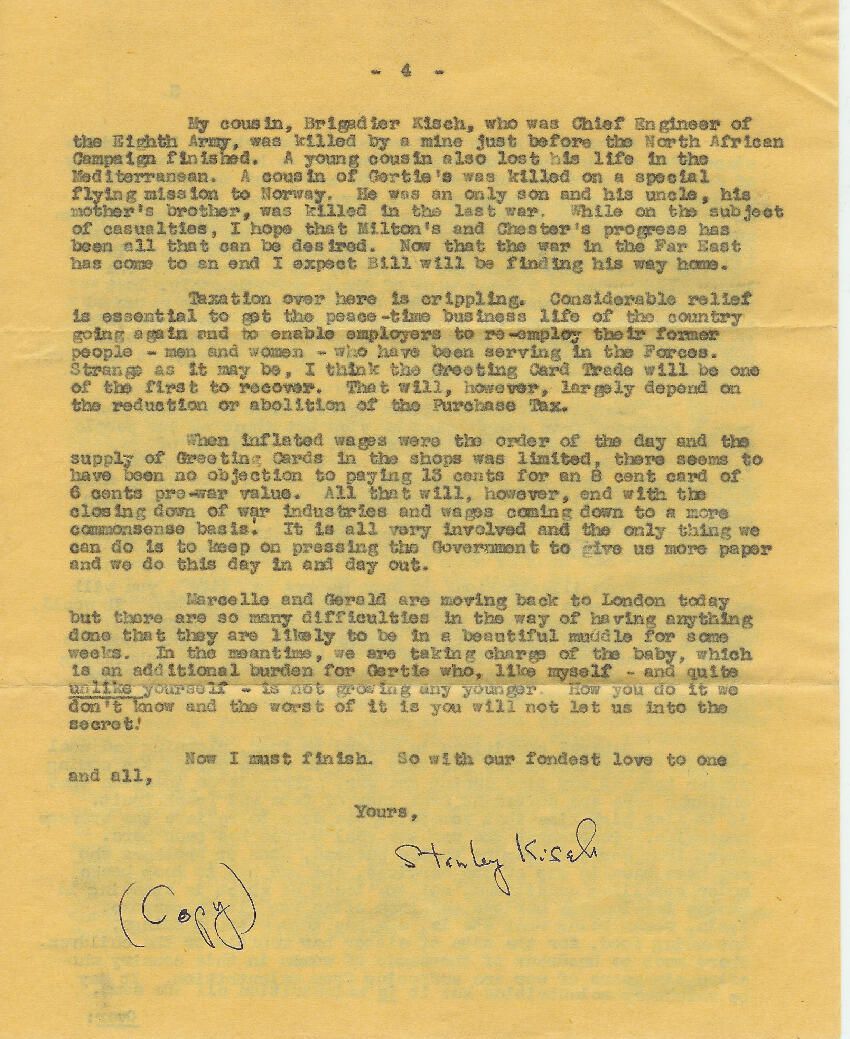 - 4 -
My cousin, Brigadier Kisch, who was Chief Engineer of
the Eighth Army, was killed by a mine just before the North African
Campaign finished. A young cousin also lost his life in the
Mediterranean. A cousin of Gertie's was killed on a special
flying mission to Norway. He was an only son and his uncle, his
mother's brother, was killed in the last war. While on the subject
of casualties, I hope that Milton's and Chester's progress has
been all that can be desired. Now that the war in the Far East
has come to an end I expect Bill will be finding his way home.
Taxation over here is crippling. Considerable relief
is essential to get the peace-time business life of the country
going again and to enable employers to re-employ their former
people - men and women - who have been serving in the Forces.
Strange as it may be, I think the Greeting Card Trade will be one
of the first to recover. That will, however, largely depend on
the reduction or abolition of the Purchase Tax.
When inflated wages were the order of the day and the
supply of Greeting Cards in the shops was limited, there seems to
have been no objection to paying 13 cents for an 8 cent card of
6 cents pre-war value. All that will, however, end with the
closing down of war industries and wages coming down to a more
commonsense basis. It is all very involved and the only thing we
can do is to keep on pressing the Government to give us more paper
and we do this day in and day out.
Marcelle and Gerald are moving back to London today
but there are so many difficulties in the way of having anything
done that they are likely to be in a beautiful muddle for some
weeks. In the meantime, we are taking charge of the baby, which
is an additional burden for Gertie who, like myself - and quite
unlike yourself - is not growing any younger. How you do it we
don't know and the worst of it is you will not let us into the
secret!
Now I must finish. So with our fondest love to one
and all,
Yours,
Stanley Kisch
(Copy)